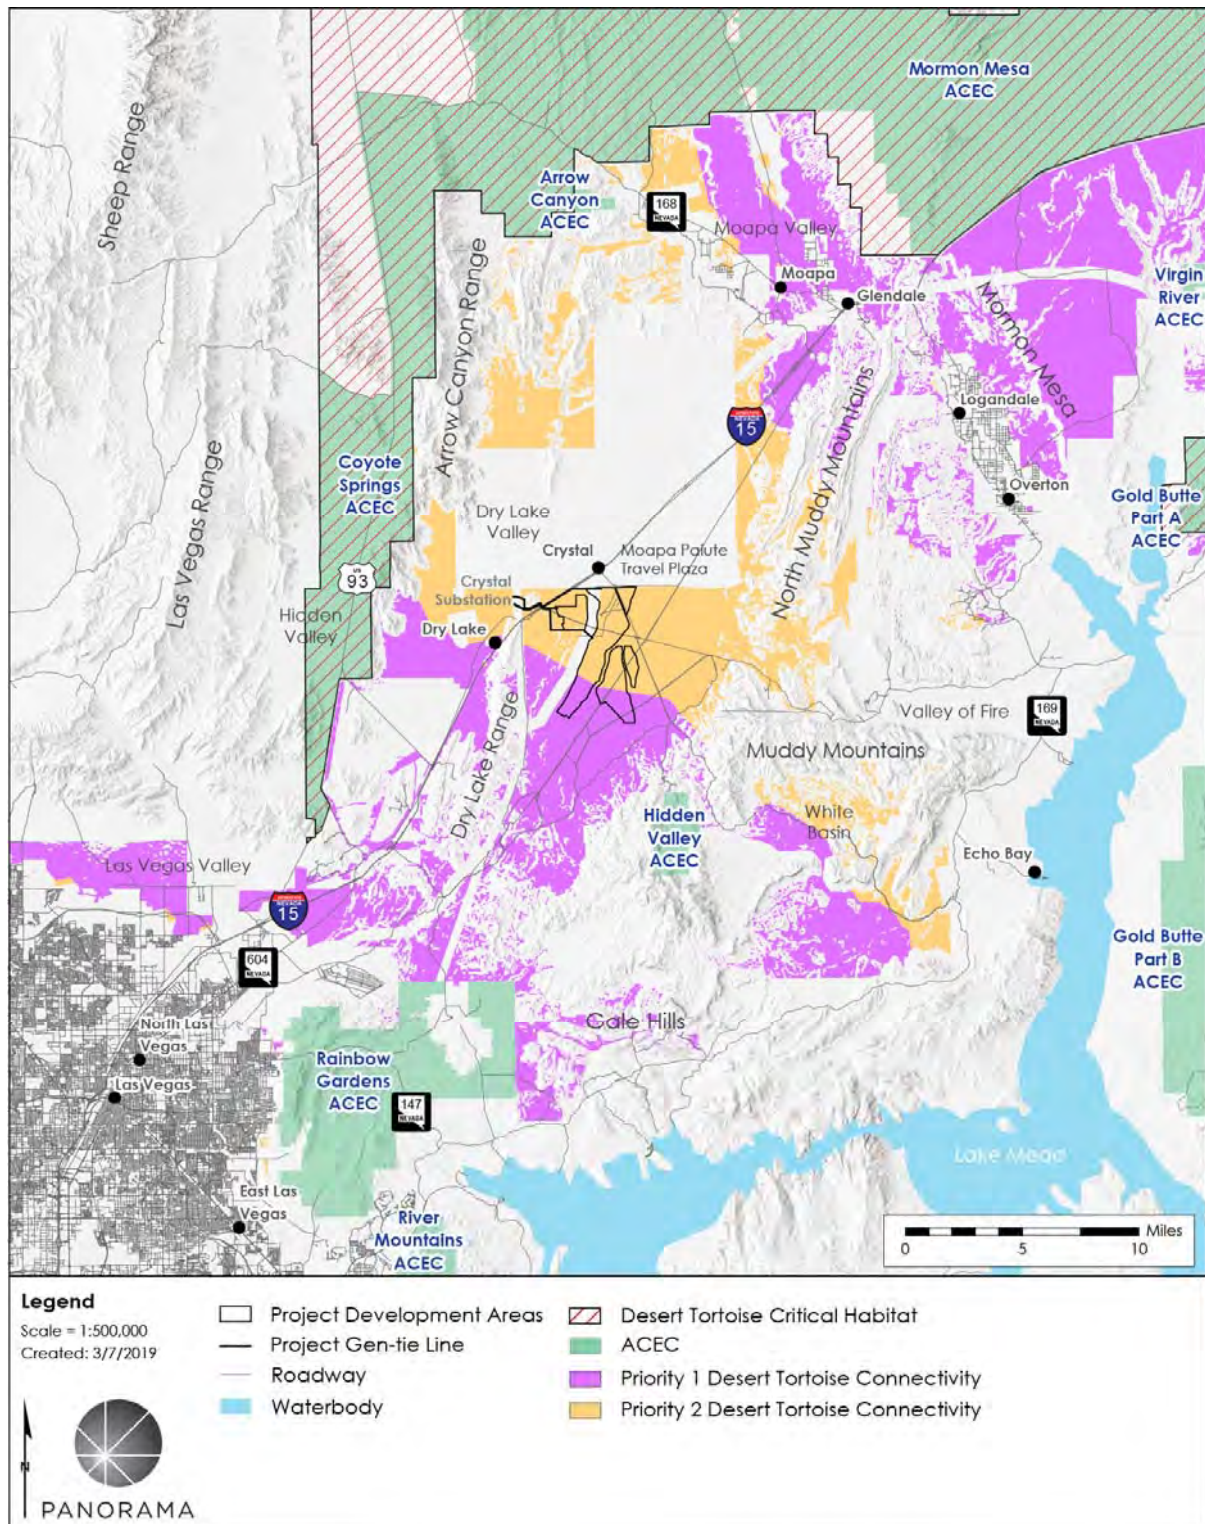 Mormon Mesa
ACEC
Sheep Range
Arrow
Canyon
ACEC
168
NEVADA
Moapa Valley
Moapa
Glendale
Virgin
River
ACEC
Arrow Canyon Range
Mormon Mesa
Logandale
15
NEVADA
North Muddy Mountains
Coyote
Springs
ACEC
Las Vegas Range
Overton
Gold Butte
Part A
ACEC
Dry Lake
Valley
Crystal
Moapa Paiute
Travel Plaza
US
93
Crystal
Substation
Hidden
Valley
Dry Lake
Valley of Fire
169
NEVADA
Muddy Mountains
Dry Lake Range
Hidden
Valley
ACEC
White
Basin
Las Vegas Valley
Echo Bay
15
NEVADA
604
NEVADA
Gold Butte
Part B
ACEC
North Las
Vegas
Las Vegas
Gale Hills
Rainbow
Gardens
ACEC
147
NEVADA
Lake Mead
East Las
Vegas
River
Mountains
ACEC
Miles
0 5 10
Legend
Scale = 1:500,000
Created: 3/7/2019
Project Development Areas
Project Gen-tie Line
Roadway
Waterbody
Desert Tortoise Critical Habitat
ACEC
Priority 1 Desert Tortoise Connectivity
Priority 2 Desert Tortoise Connectivity
N
PANORAMA